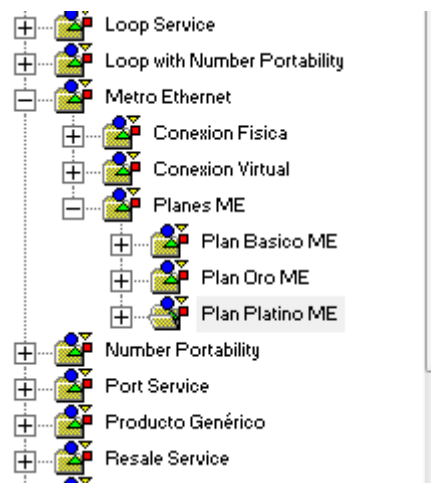 Loop Service
Loop with Number Portability
Metro Ethernet
Conexion Fisica
Conexion Virtual
Planes ME
Plan Basico ME
Plan Oro ME
Plan Platino ME
Number Portability
Port Service
Producto Genérico
Resale Service